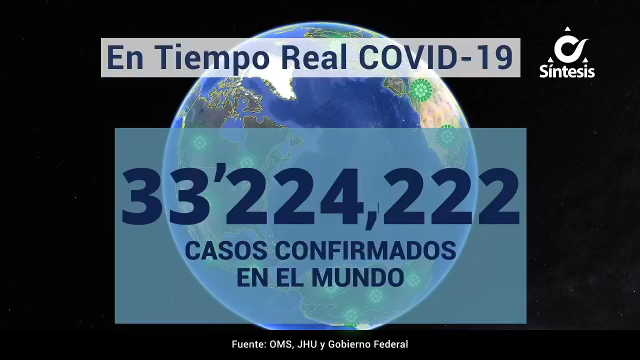 En Tiempo Real COVID-19
Síntesis
33'224,222
CASOS CONFIRMADOS
EN EL MUNDO
Fuente: OMS, JHU y Gobierno Federal